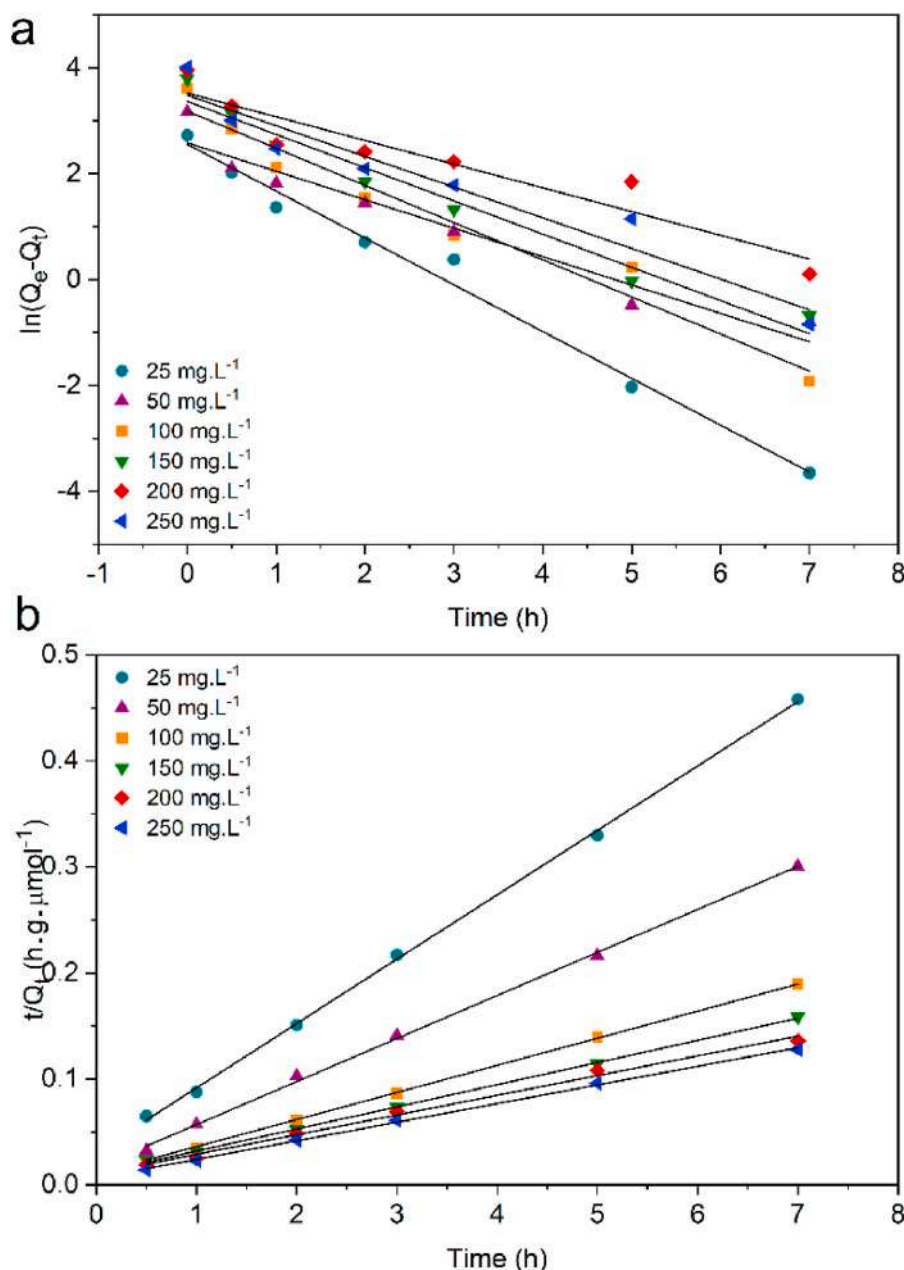 a
ln(Qₑ-Qₜ)
4
2
0
-2
-4
25 mg.L⁻¹
50 mg.L⁻¹
100 mg.L⁻¹
150 mg.L⁻¹
200 mg.L⁻¹
250 mg.L⁻¹
-1 0 1 2 3 4 5 6 7 8
Time (h)
b
t/Qₜ (h.g.μmol⁻¹)
0.5
0.4
0.3
0.2
0.1
0.0
25 mg.L⁻¹
50 mg.L⁻¹
100 mg.L⁻¹
150 mg.L⁻¹
200 mg.L⁻¹
250 mg.L⁻¹
0 1 2 3 4 5 6 7 8
Time (h)